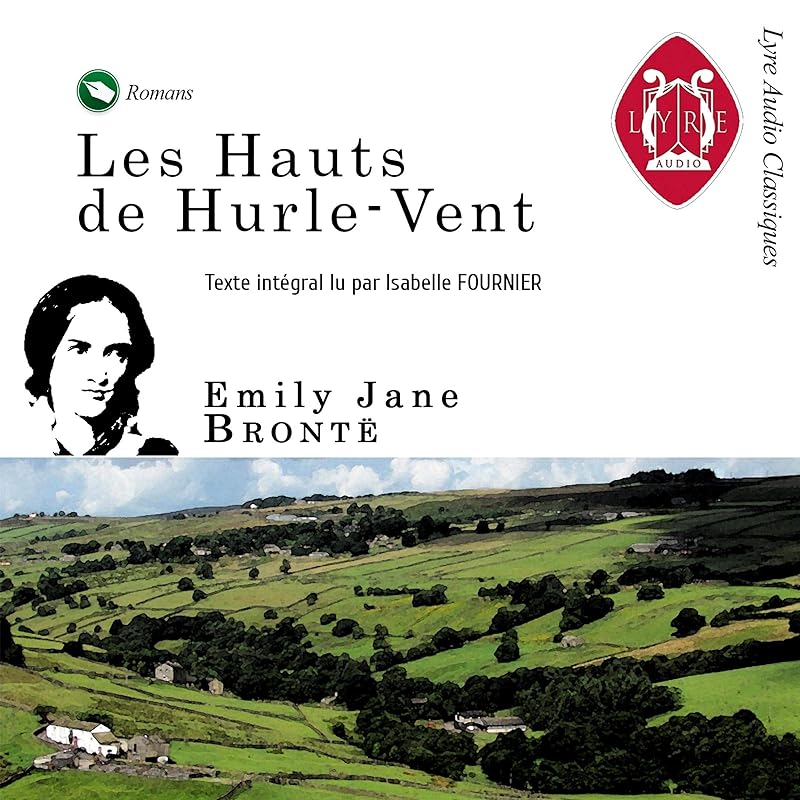 Romans
Les Hauts
de Hurle-Vent
Texte intégral lu par Isabelle FOURNIER
Emily Jane
BRONTË
LYRE
AUDIO
Lyre Audio Classiques